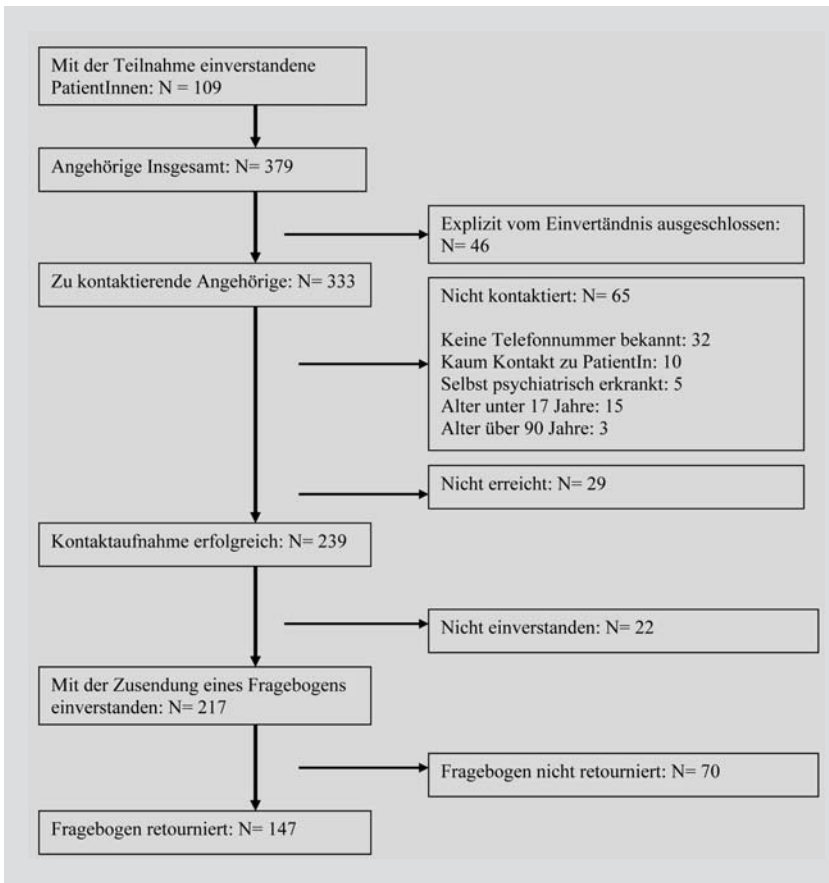 Mit der Teilnahme einverstandene
PatientInnen: N = 109
Angehörige Insgesamt: N= 379
Explizit vom Einvertändnis ausgeschlossen:
N= 46
Zu kontaktierende Angehörige: N= 333
Nicht kontaktiert: N= 65
Keine Telefonnummer bekannt: 32
Kaum Kontakt zu PatientIn: 10
Selbst psychiatrisch erkrankt: 5
Alter unter 17 Jahre: 15
Alter über 90 Jahre: 3
Nicht erreicht: N= 29
Kontaktaufnahme erfolgreich: N= 239
Nicht einverstanden: N= 22
Mit der Zusendung eines Fragebogens
einverstanden: N= 217
Fragebogen nicht retourniert: N= 70
Fragebogen retourniert: N= 147